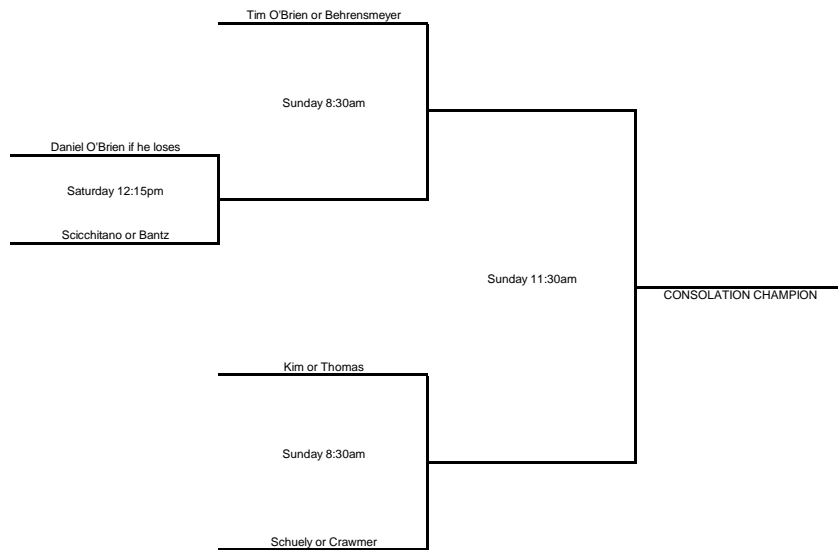 Tim O'Brien or Behrensmeyer
Sunday 8:30am
Daniel O'Brien if he loses
Saturday 12:15pm
Scicchitano or Bantz
Sunday 11:30am
CONSOLATION CHAMPION
Kim or Thomas
Sunday 8:30am
Schuely or Crawmer